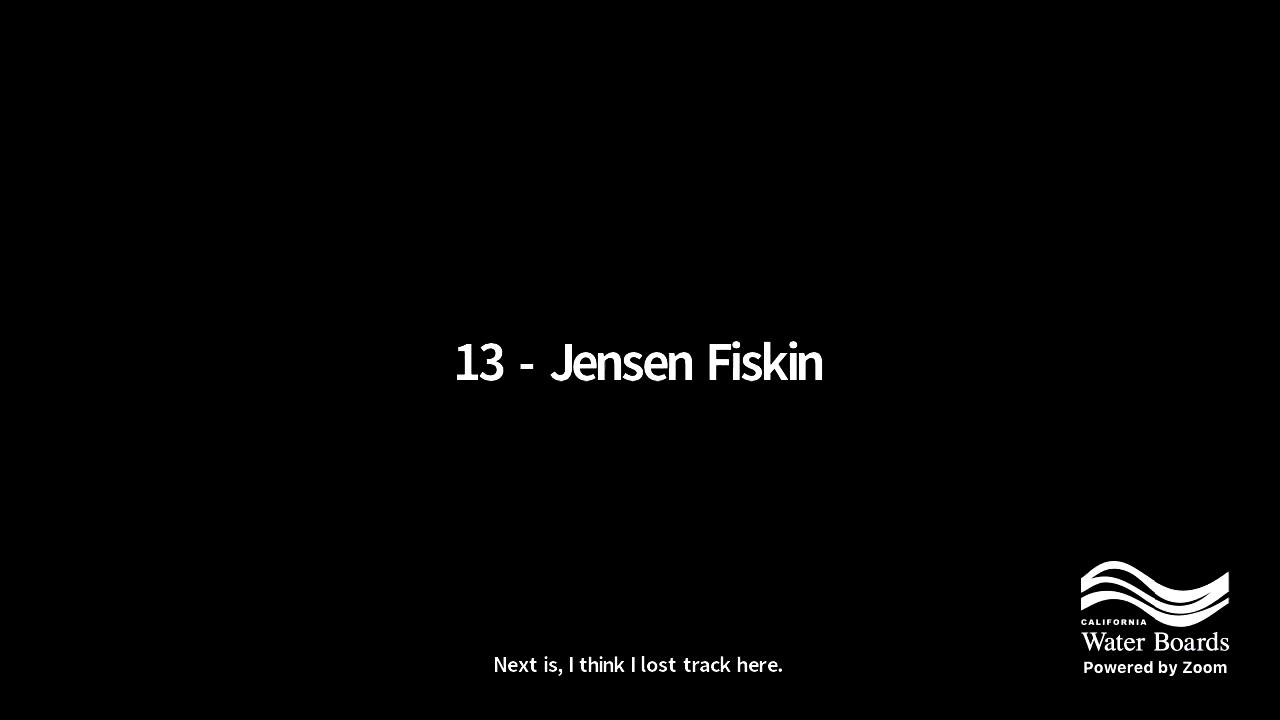 13 - Jensen Fiskin
CALIFORNIA
Water Boards
Powered by Zoom
Next is, I think I lost track here.